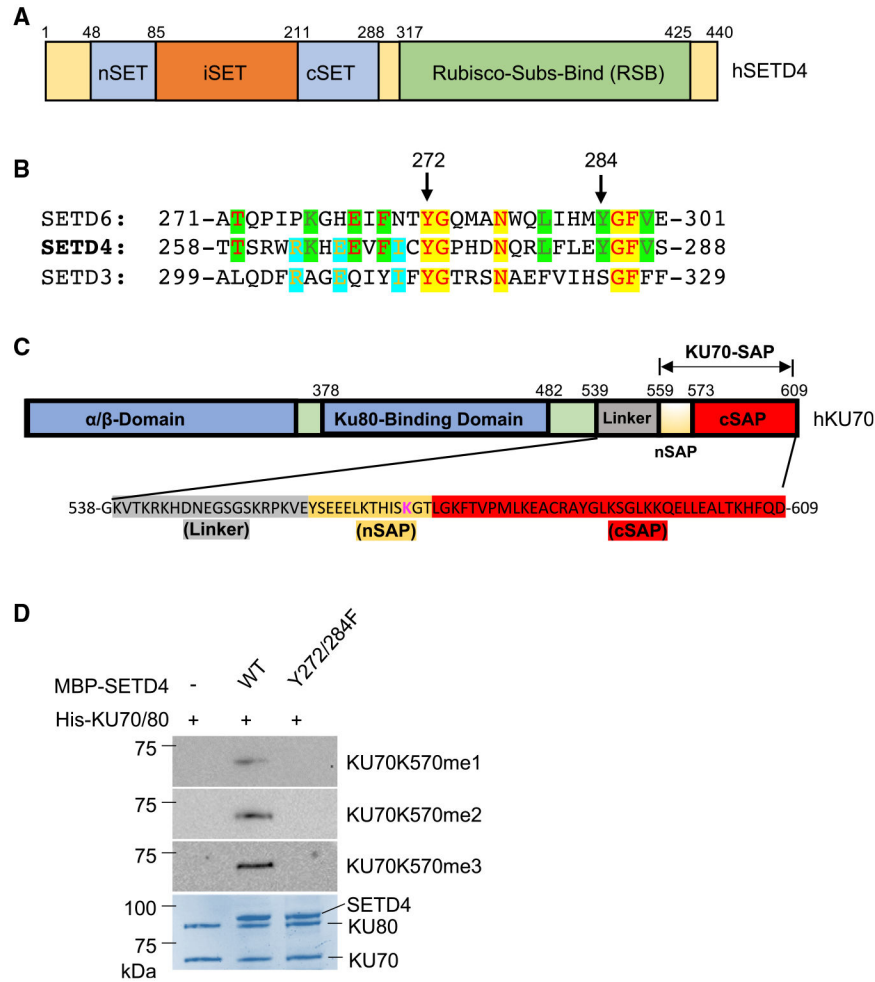 A
1 48 85 211 288 317 425 440
nSET iSET cSET Rubisco-Subs-Bind (RSB) hSETD4
B
272 284
SETD6: 271-ATQPIPKGHEIFNTYGQMANWQLIHMYGFVE-301
SETD4: 258-TTSRWRKHEEVFICYGPHDNQRLFLEYGFVS-288
SETD3: 299-ALQDFRAGEQIYIFYGTRSNAEFVIHSGFFF-329
C
KU70-SAP
378 482 539 559 573 609
α/β-Domain Ku80-Binding Domain Linker cSAP hKU70
nSAP
538-GKVTKRKHDNEGSGSKRPKVEYSEEELKTHISKGTLGKFTVPMLKEACRAYGLKSGLKKQELLEALTKHFQD-609
(Linker) (nSAP) (cSAP)
D
MBP-SETD4 - WT Y272/284F
His-KU70/80 + + +
75 KU70K570me1
75 KU70K570me2
75 KU70K570me3
100 SETD4
KU80
75 KU70
kDa